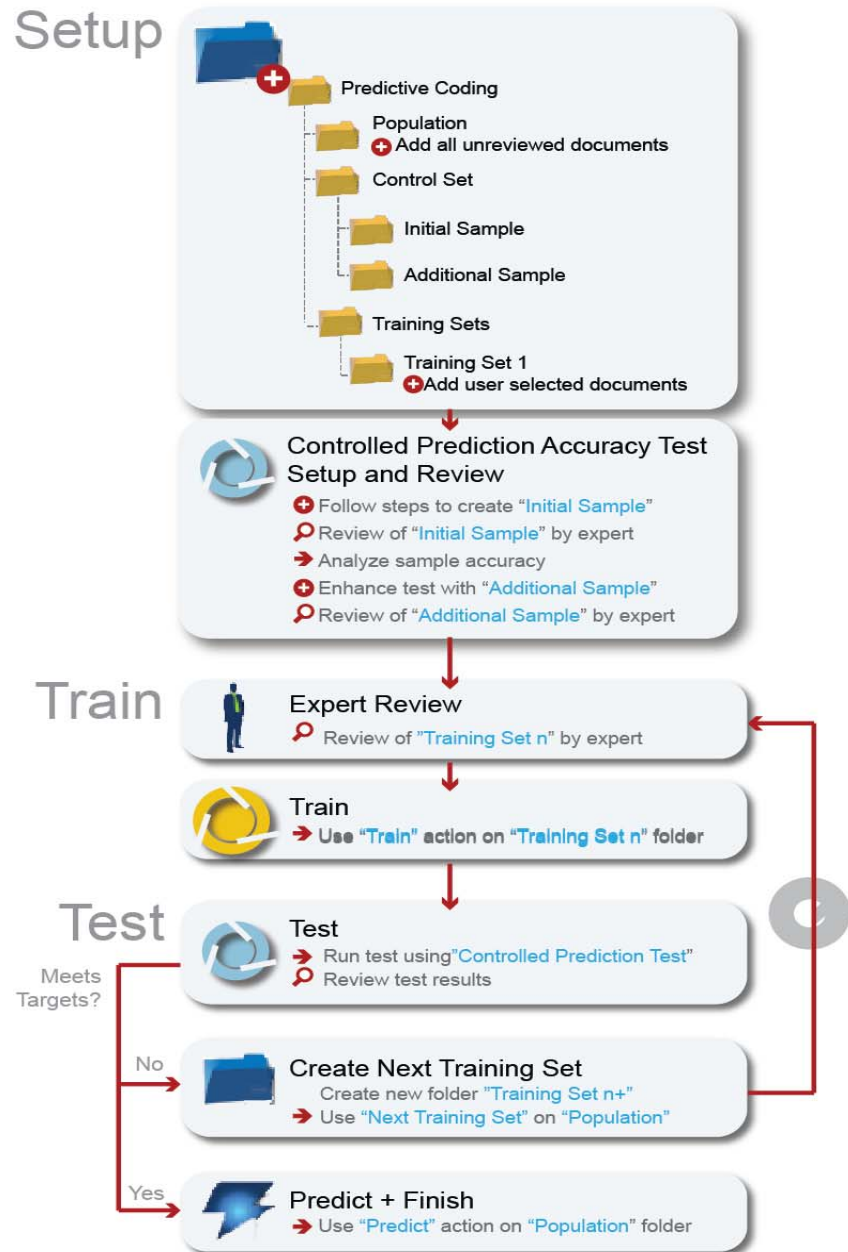 Setup
Predictive Coding
Population
Add all unreviewed documents
Control Set
Initial Sample
Additional Sample
Training Sets
Training Set 1
Add user selected documents
Controlled Prediction Accuracy Test
Setup and Review
Follow steps to create “Initial Sample”
Review of “Initial Sample” by expert
Analyze sample accuracy
Enhance test with “Additional Sample”
Review of “Additional Sample” by expert
Train
Expert Review
Review of ”Training Set n” by expert
Train
Use “Train” action on “Training Set n” folder
Test
Test
Run test using”Controlled Prediction Test”
Review test results
Meets
Targets?
No
Create Next Training Set
Create new folder ”Training Set n+”
Use “Next Training Set” on “Population”
Yes
Predict + Finish
Use “Predict” action on “Population” folder